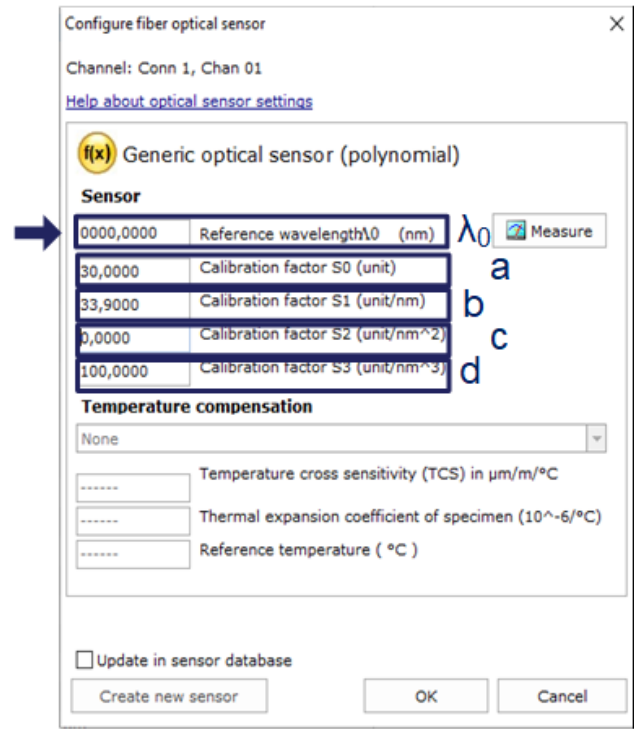 Configure fiber optical sensor
Channel: Conn 1, Chan 01
Help about optical sensor settings
f(x) Generic optical sensor (polynomial)
Sensor
0000,0000 Reference wavelength\0 (nm) λ0 Measure
30,0000 Calibration factor S0 (unit) a
33,9000 Calibration factor S1 (unit/nm) b
0,0000 Calibration factor S2 (unit/nm^2) c
100,0000 Calibration factor S3 (unit/nm^3) d
Temperature compensation
None
------ Temperature cross sensitivity (TCS) in µm/m/°C
------ Thermal expansion coefficient of specimen (10^-6/°C)
------ Reference temperature ( °C )
Update in sensor database
Create new sensor OK Cancel